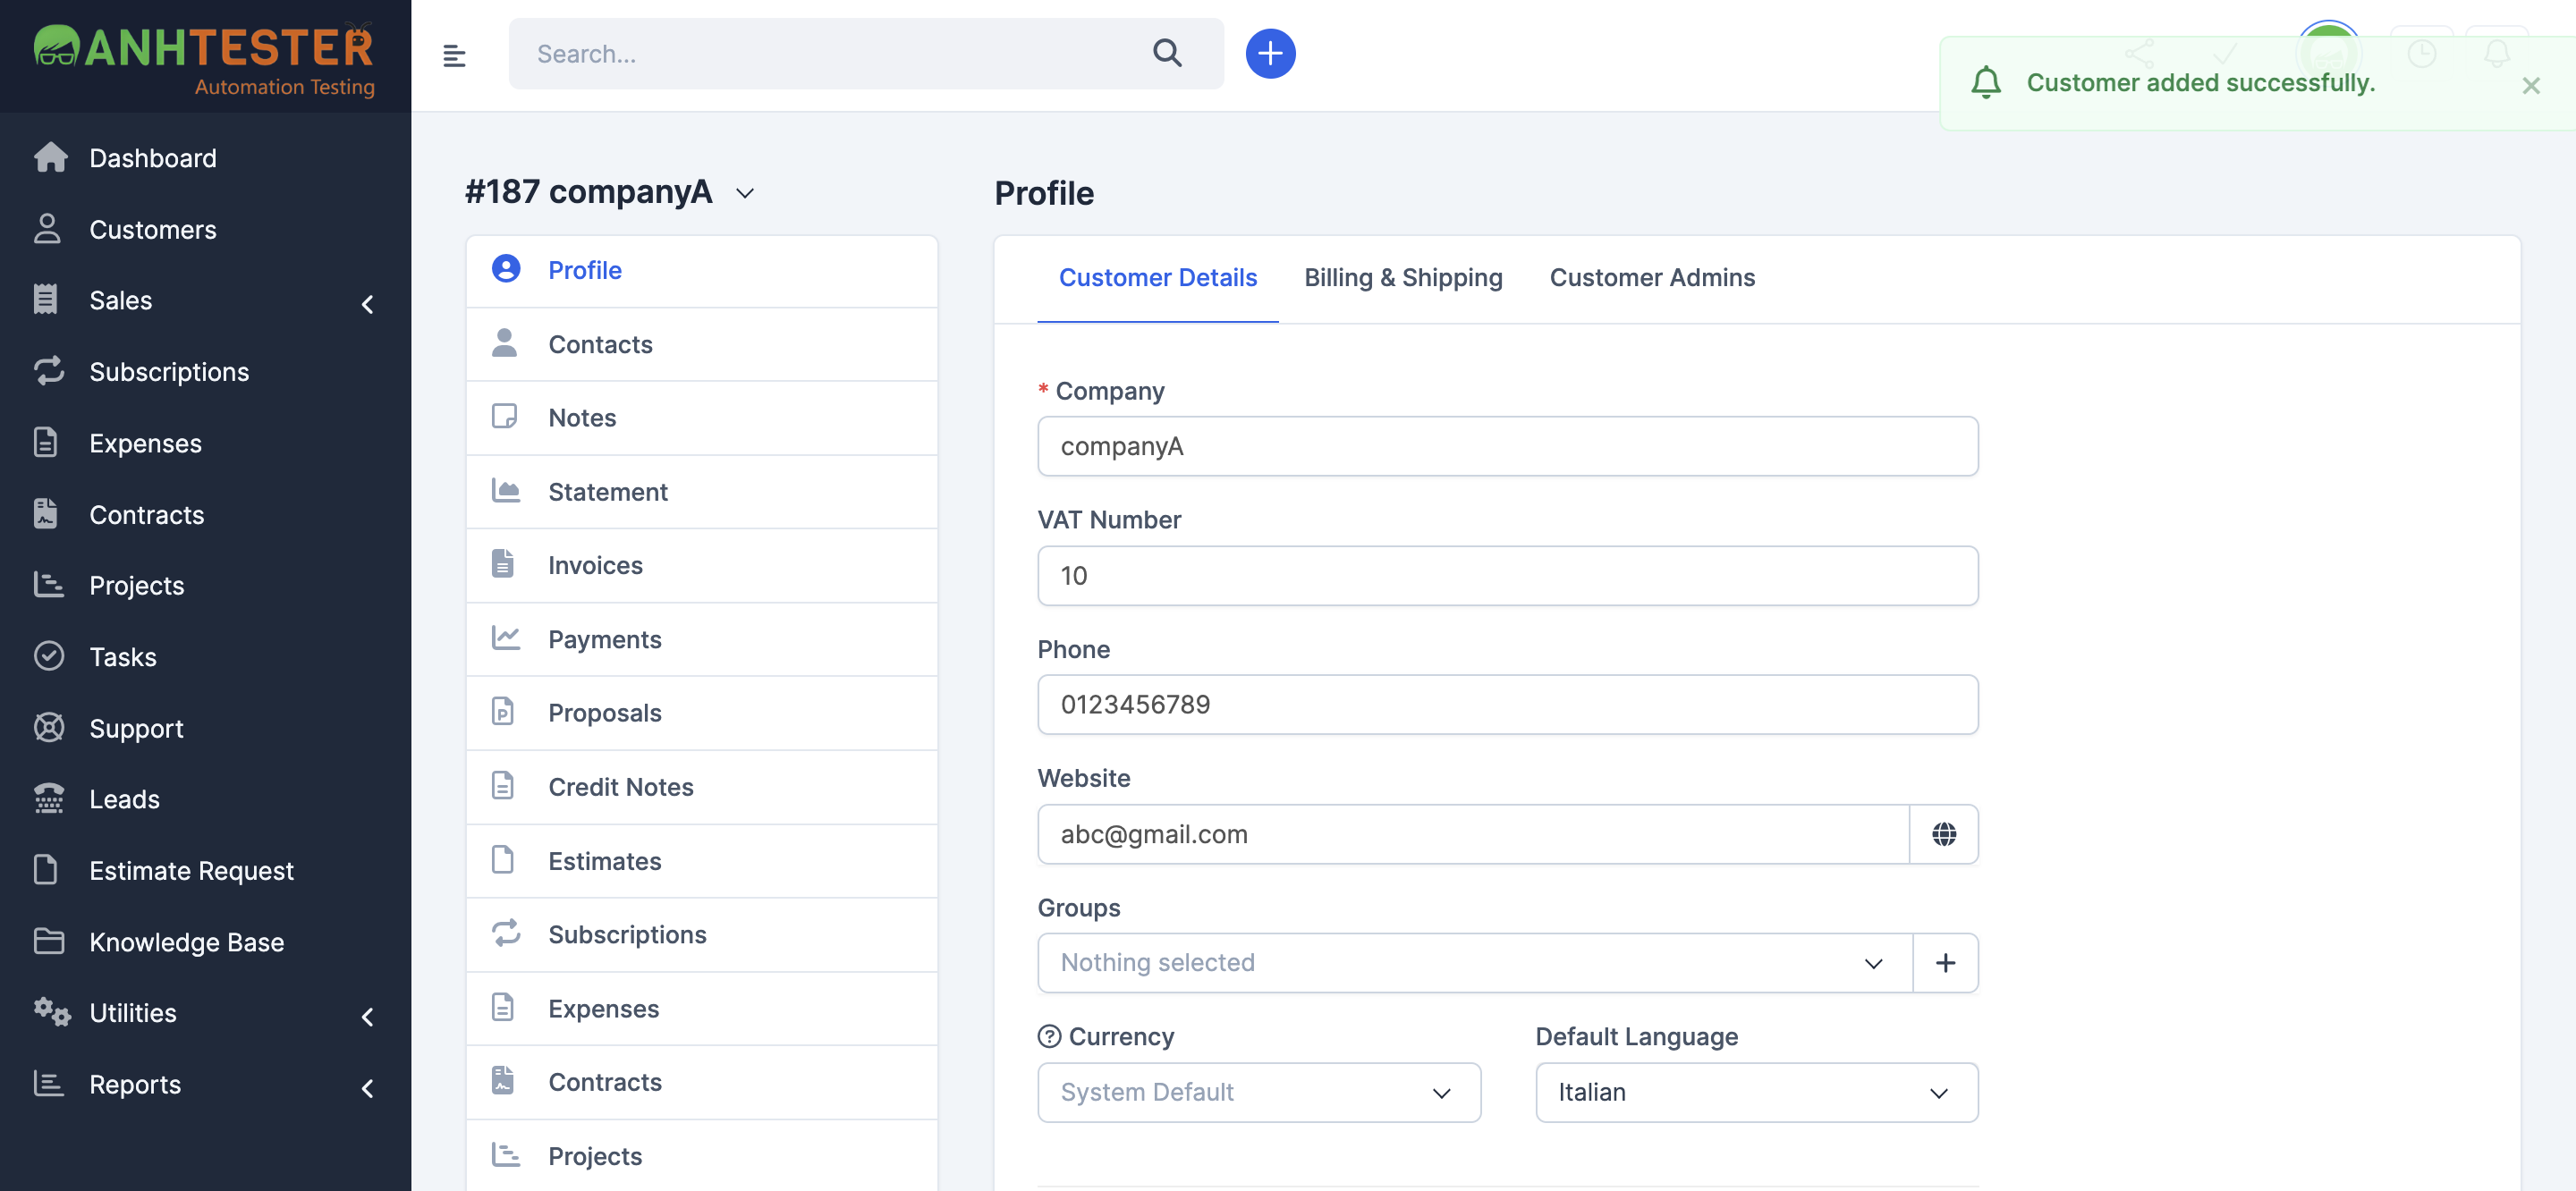 ANHTESTER
Automation Testing
Dashboard
Customers
Sales
Subscriptions
Expenses
Contracts
Projects
Tasks
Support
Leads
Estimate Request
Knowledge Base
Utilities
Reports
Search...
Customer added successfully.
#187 companyA
Profile
Contacts
Notes
Statement
Invoices
Payments
Proposals
Credit Notes
Estimates
Subscriptions
Expenses
Contracts
Projects
Profile
Customer Details Billing & Shipping Customer Admins
* Company
companyA
VAT Number
10
Phone
0123456789
Website
abc@gmail.com
Groups
Nothing selected
Currency Default Language
System Default Italian